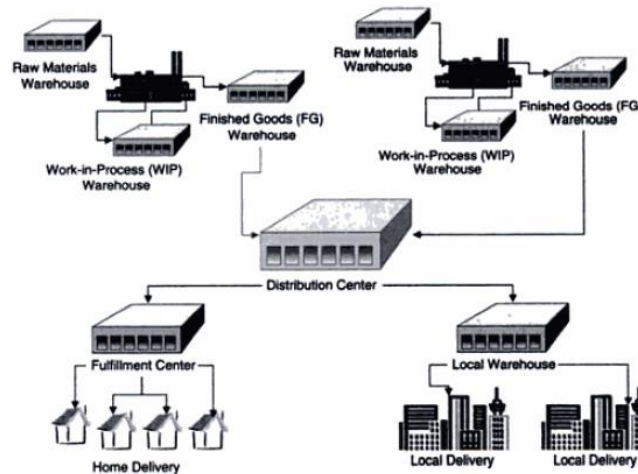 Raw Materials
Warehouse
Finished Goods (FG)
Warehouse
Work-in-Process (WIP)
Warehouse
Raw Materials
Warehouse
Finished Goods (FG)
Warehouse
Work-in-Process (WIP)
Warehouse
Distribution Center
Fulfillment Center
Local Warehouse
Home Delivery
Local Delivery
Local Delivery